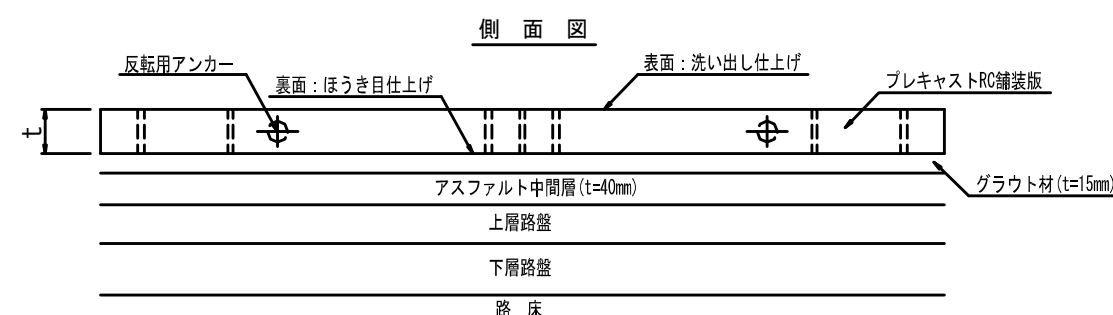 側 面 図
反転用アンカー
裏面：ほうき目仕上げ
表面：洗い出し仕上げ
プレキャストRC舗装版
t
グラウト材(t=15mm)
アスファルト中間層(t=40mm)
上層路盤
下層路盤
路 床